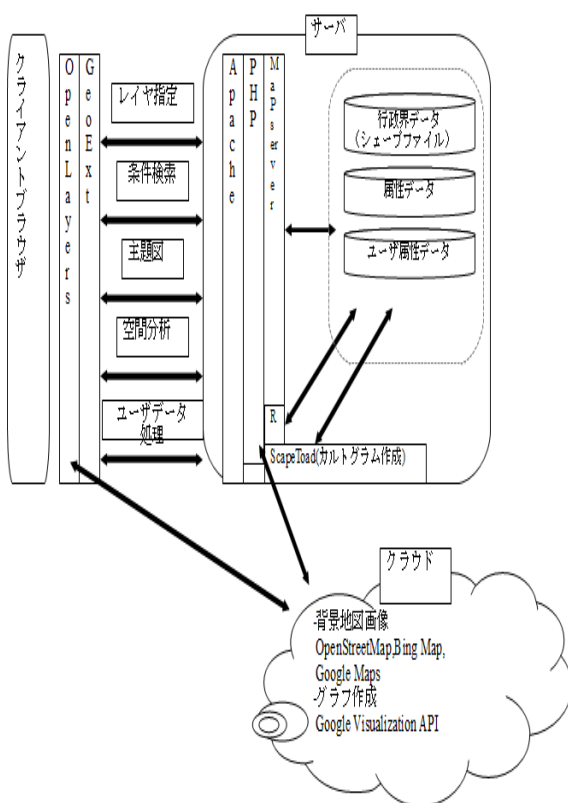 サーバ
クライアントブラウザ
OpenLayers
GeoExt
レイヤ指定
条件検索
主題図
空間分析
ユーザデータ
処理
Apache
PHP
MaPserver
R
ScapeToad(カルトグラム作成)
行政界データ
（シェープファイル）
属性データ
ユーザ属性データ
クラウド
-背景地図画像
OpenStreetMap,Bing Map,
Google Maps
-グラフ作成
Google Visualization API